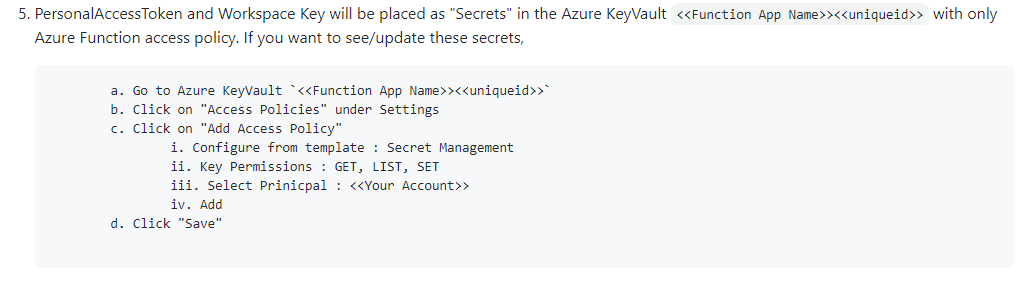 5. PersonalAccessToken and Workspace Key will be placed as "Secrets" in the Azure KeyVault <<Function App Name>><<uniqueid>> with only
Azure Function access policy. If you want to see/update these secrets,
a. Go to Azure KeyVault `<<Function App Name>><<uniqueid>>`
b. Click on "Access Policies" under Settings
c. Click on "Add Access Policy"
i. Configure from template : Secret Management
ii. Key Permissions : GET, LIST, SET
iii. Select Prinicpal : <<Your Account>>
iv. Add
d. Click "Save"